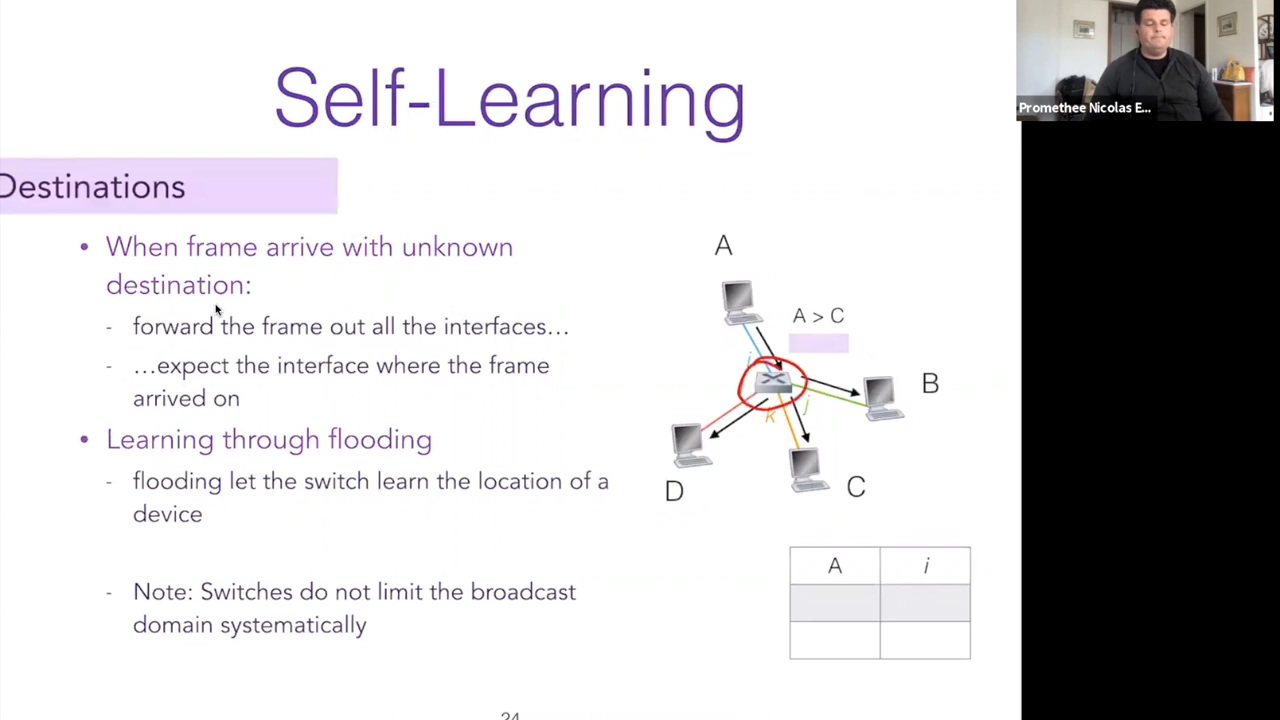 Self-Learning
Promethee Nicolas E...
Destinations
• When frame arrive with unknown
destination:
- forward the frame out all the interfaces...
- ...expect the interface where the frame
arrived on
• Learning through flooding
- flooding let the switch learn the location of a
device
- Note: Switches do not limit the broadcast
domain systematically
A
A > C
i
B
j
k
D
C
A i
24